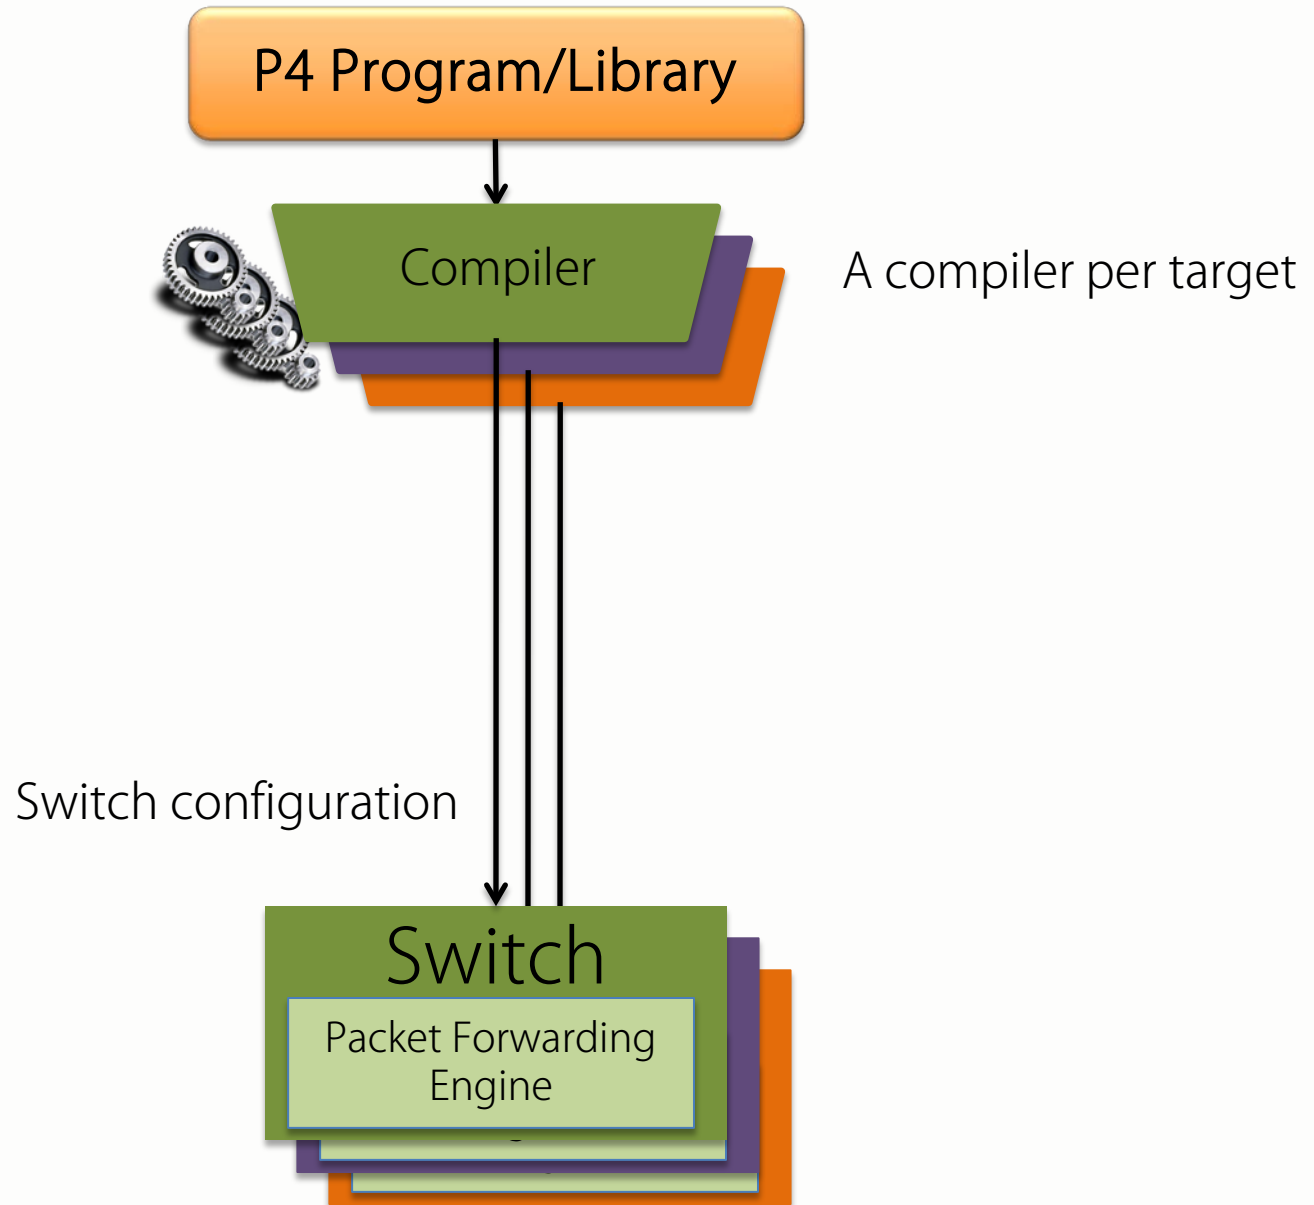 P4 Program/Library
Compiler
A compiler per target
Switch configuration
Switch
Packet Forwarding
Engine